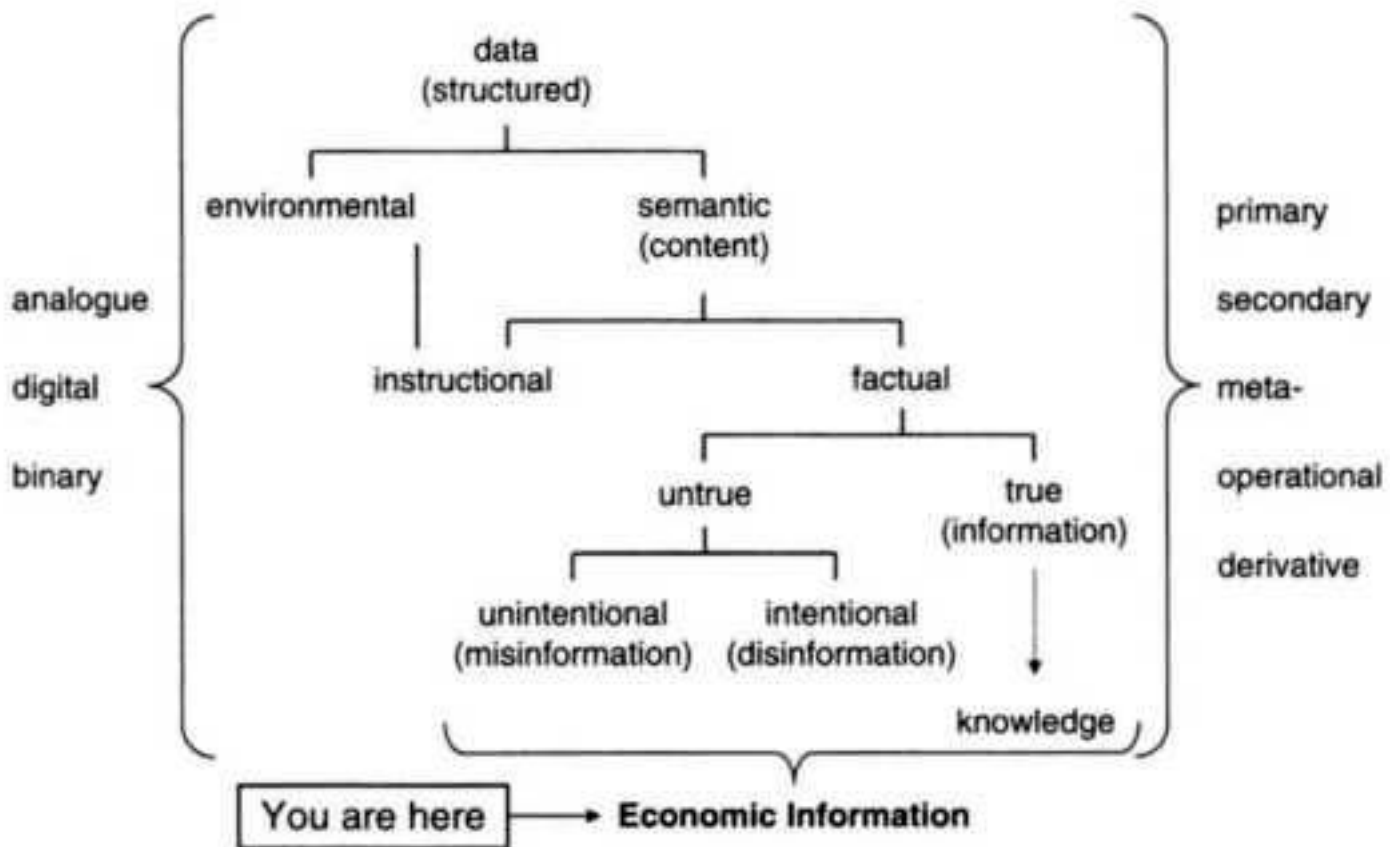 data
(structured)
environmental
semantic
(content)
primary
analogue
secondary
instructional
factual
digital
meta-
binary
untrue
true
(information)
operational
derivative
unintentional
(misinformation)
intentional
(disinformation)
knowledge
You are here
Economic Information